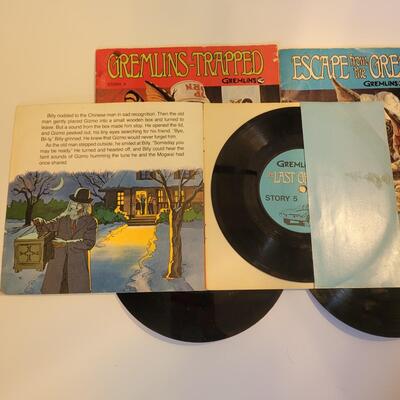 GREMLINS-TRAPPED
STORY 4
GREMLINS
ESCAPE from the GRE
GREMLINS
Billy nodded to the Chinese man in sad recognition. Then the old
man gently placed Gizmo into a small wooden box and turned
to leave. But a sound from the box made him stop. He opened the lid,
and Gizmo peeked out, his tiny eyes searching for his friend. "Bye,
Bil-ly." Billy grinned. He knew that Gizmo would never forget him.
As the old man stepped outside, he smiled at Billy. "Someday you
may be ready." He turned and headed off, and Billy could hear the
faint sounds of Gizmo humming the tune he and the Mogwai had
once shared.
GREML
LAST G
STORY 5